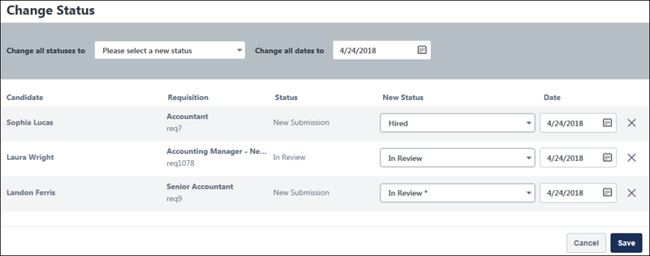 Change Status
Change all statuses to Please select a new status Change all dates to 4/24/2018
Candidate Requisition Status New Status Date
Sophia Lucas Accountant New Submission Hired 4/24/2018
req7
Laura Wright Accounting Manager - Ne... In Review In Review 4/24/2018
req1078
Landon Ferris Senior Accountant New Submission In Review * 4/24/2018
req9
Cancel Save